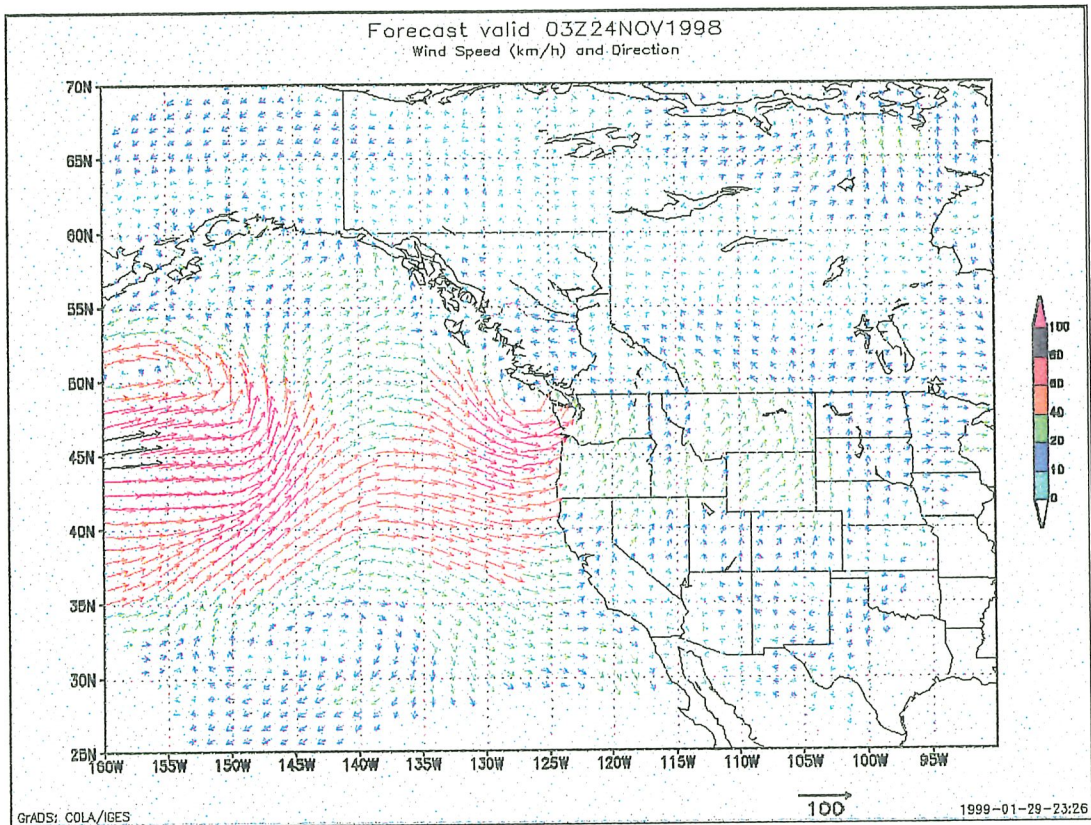 Forecast valid 03Z24NOV1998
Wind Speed (km/h) and Direction
70N
65N
60N
55N
50N
45N
40N
35N
30N
25N
160W 155W 150W 145W 140W 135W 130W 125W 120W 115W 110W 105W 100W 95W
100
80
60
40
20
10
0
100
GrADS: COLA/IGES
1999-01-29-23:26